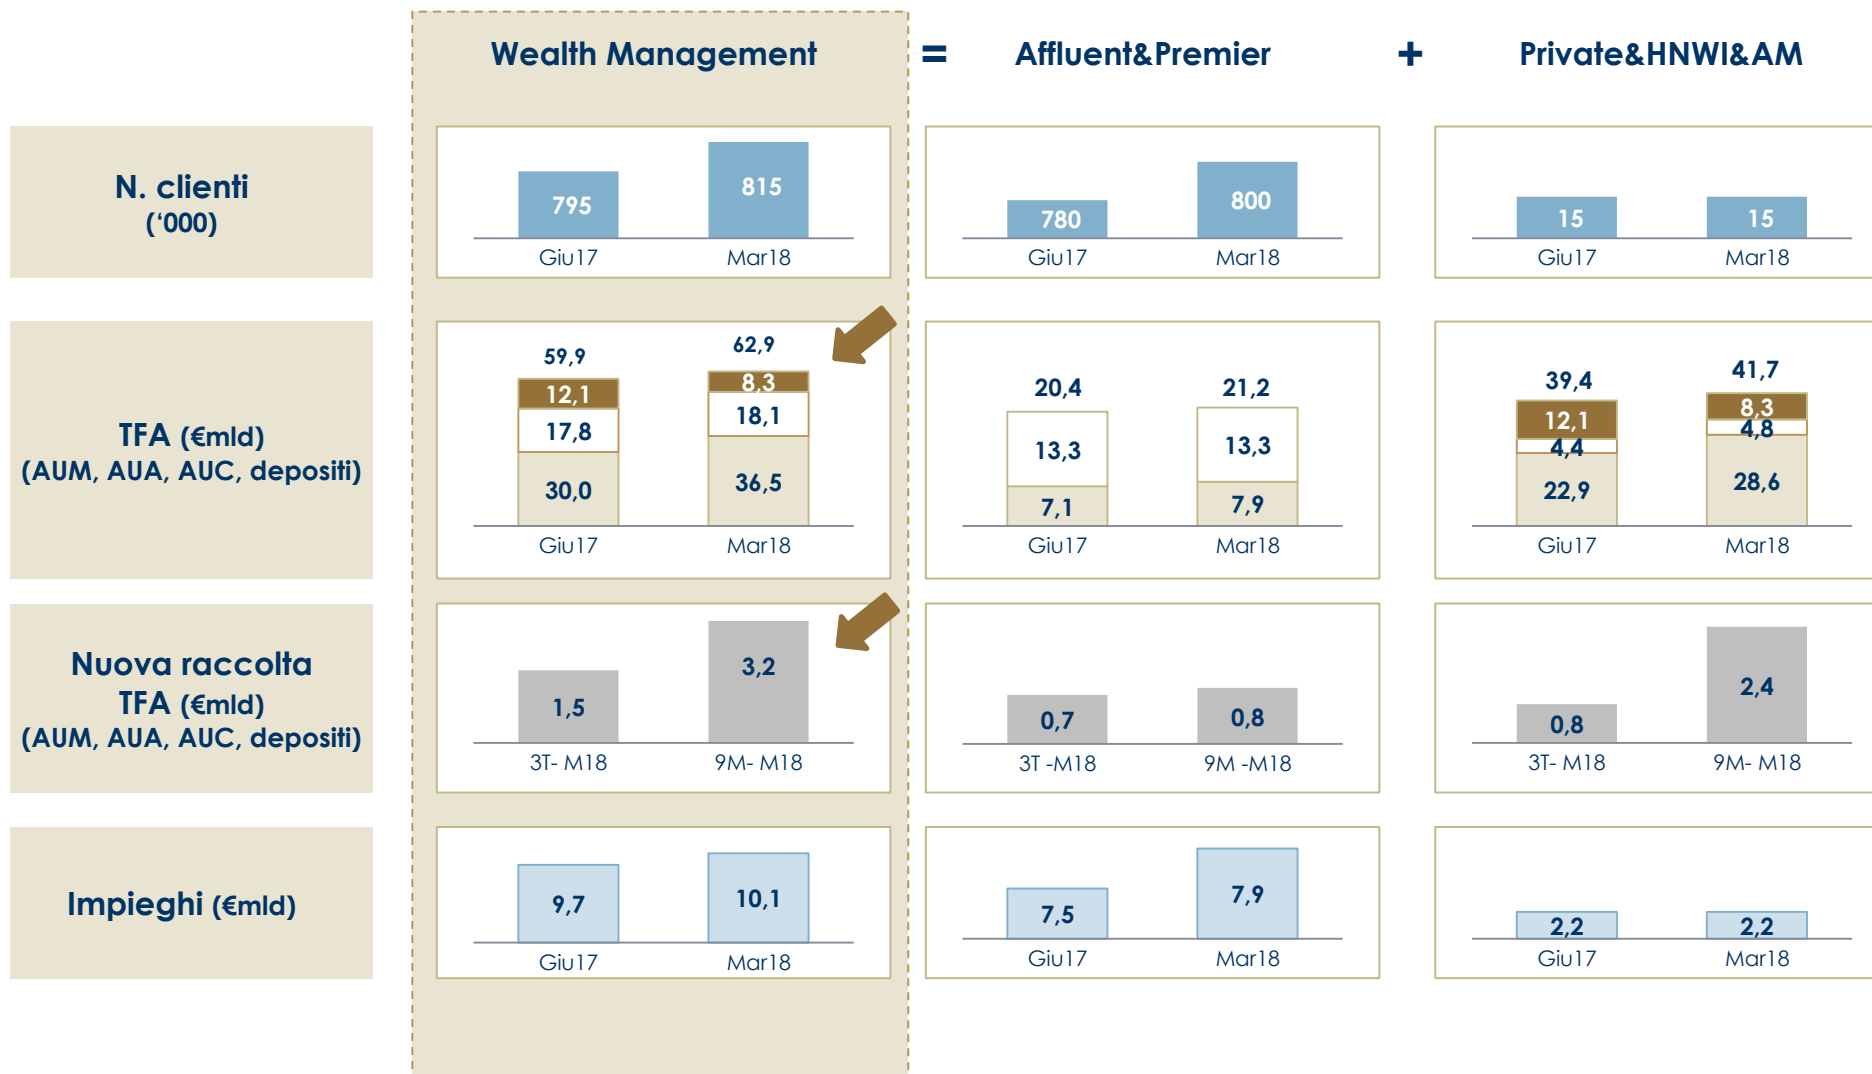 Wealth Management = Affluent&Premier + Private&HNWI&AM
N. clienti
(‘000)
795
815
Giu17
Mar18
780
800
Giu17
Mar18
15
15
Giu17
Mar18
TFA (€mld)
(AUM, AUA, AUC, depositi)
59,9
62,9
12,1
8,3
17,8
18,1
30,0
36,5
Giu17
Mar18
20,4
21,2
13,3
13,3
7,1
7,9
Giu17
Mar18
39,4
41,7
12,1
8,3
4,4
4,8
22,9
28,6
Giu17
Mar18
Nuova raccolta
TFA (€mld)
(AUM, AUA, AUC, depositi)
1,5
3,2
3T- M18
9M- M18
0,7
0,8
3T -M18
9M -M18
0,8
2,4
3T- M18
9M- M18
Impieghi (€mld)
9,7
10,1
Giu17
Mar18
7,5
7,9
Giu17
Mar18
2,2
2,2
Giu17
Mar18